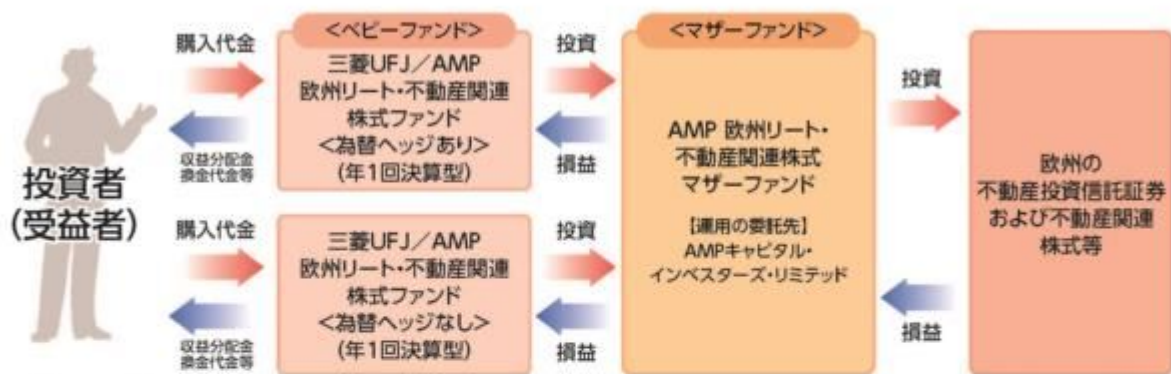 投資者
(受益者)
購入代金
収益分配金
換金代金等
購入代金
収益分配金
換金代金等
<ベビーファンド>
三菱UFJ/AMP
欧州リート・不動産関連
株式ファンド
<為替ヘッジあり>
(年1回決算型)
三菱UFJ/AMP
欧州リート・不動産関連
株式ファンド
<為替ヘッジなし>
(年1回決算型)
投資
損益
投資
損益
<マザーファンド>
AMP 欧州リート・
不動産関連株式
マザーファンド
【運用の委託先】
AMPキャピタル・
インベスターズ・リミテッド
投資
損益
欧州の
不動産投資信託証券
および不動産関連
株式等